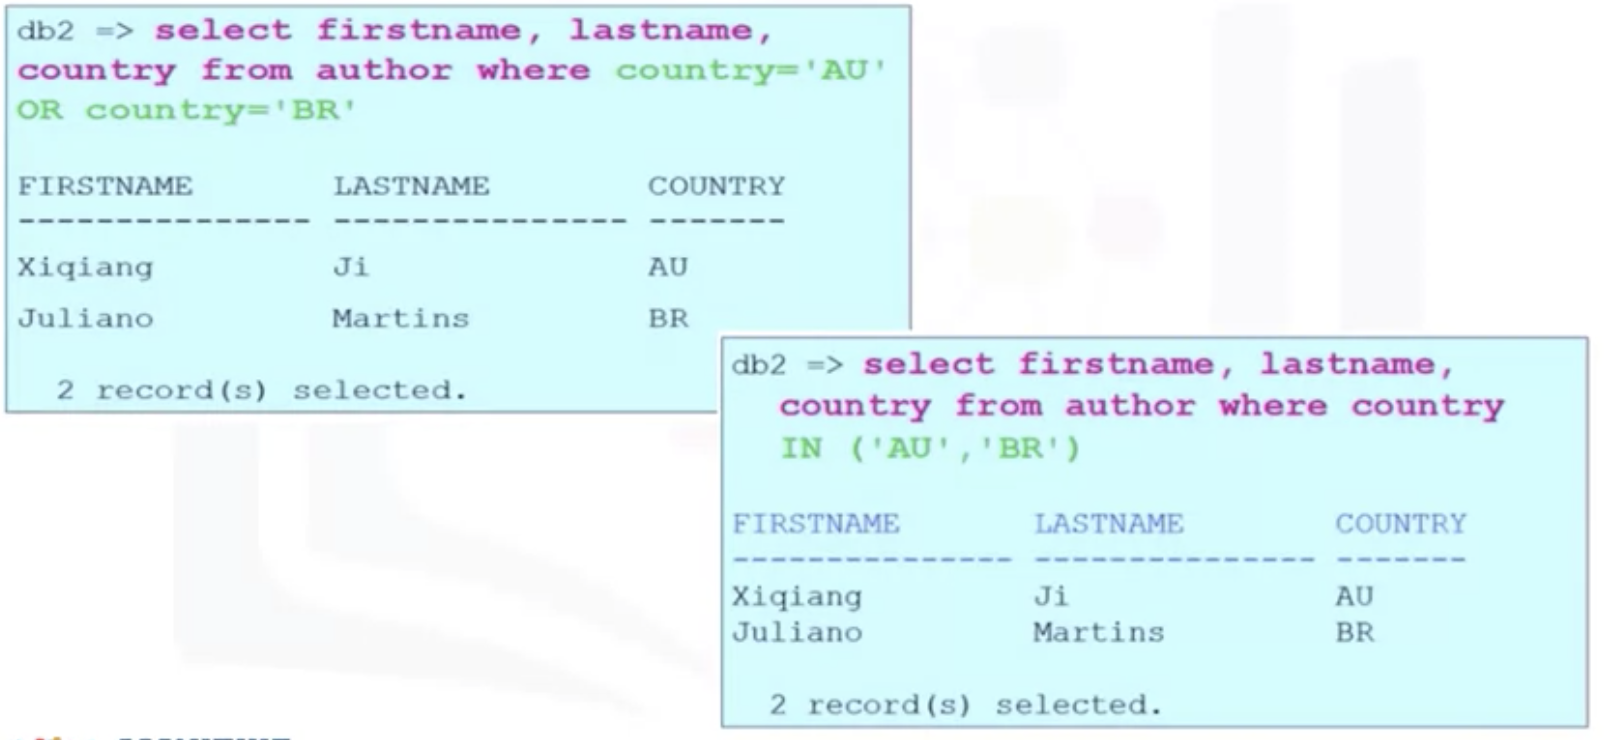 db2 => select firstname, lastname,
country from author where country='AU'
OR country='BR'
FIRSTNAME LASTNAME COUNTRY
--------------- --------------- -------
Xiqiang Ji AU
Juliano Martins BR
2 record(s) selected.
db2 => select firstname, lastname,
country from author where country
IN ('AU','BR')
FIRSTNAME LASTNAME COUNTRY
--------------- --------------- -------
Xiqiang Ji AU
Juliano Martins BR
2 record(s) selected.